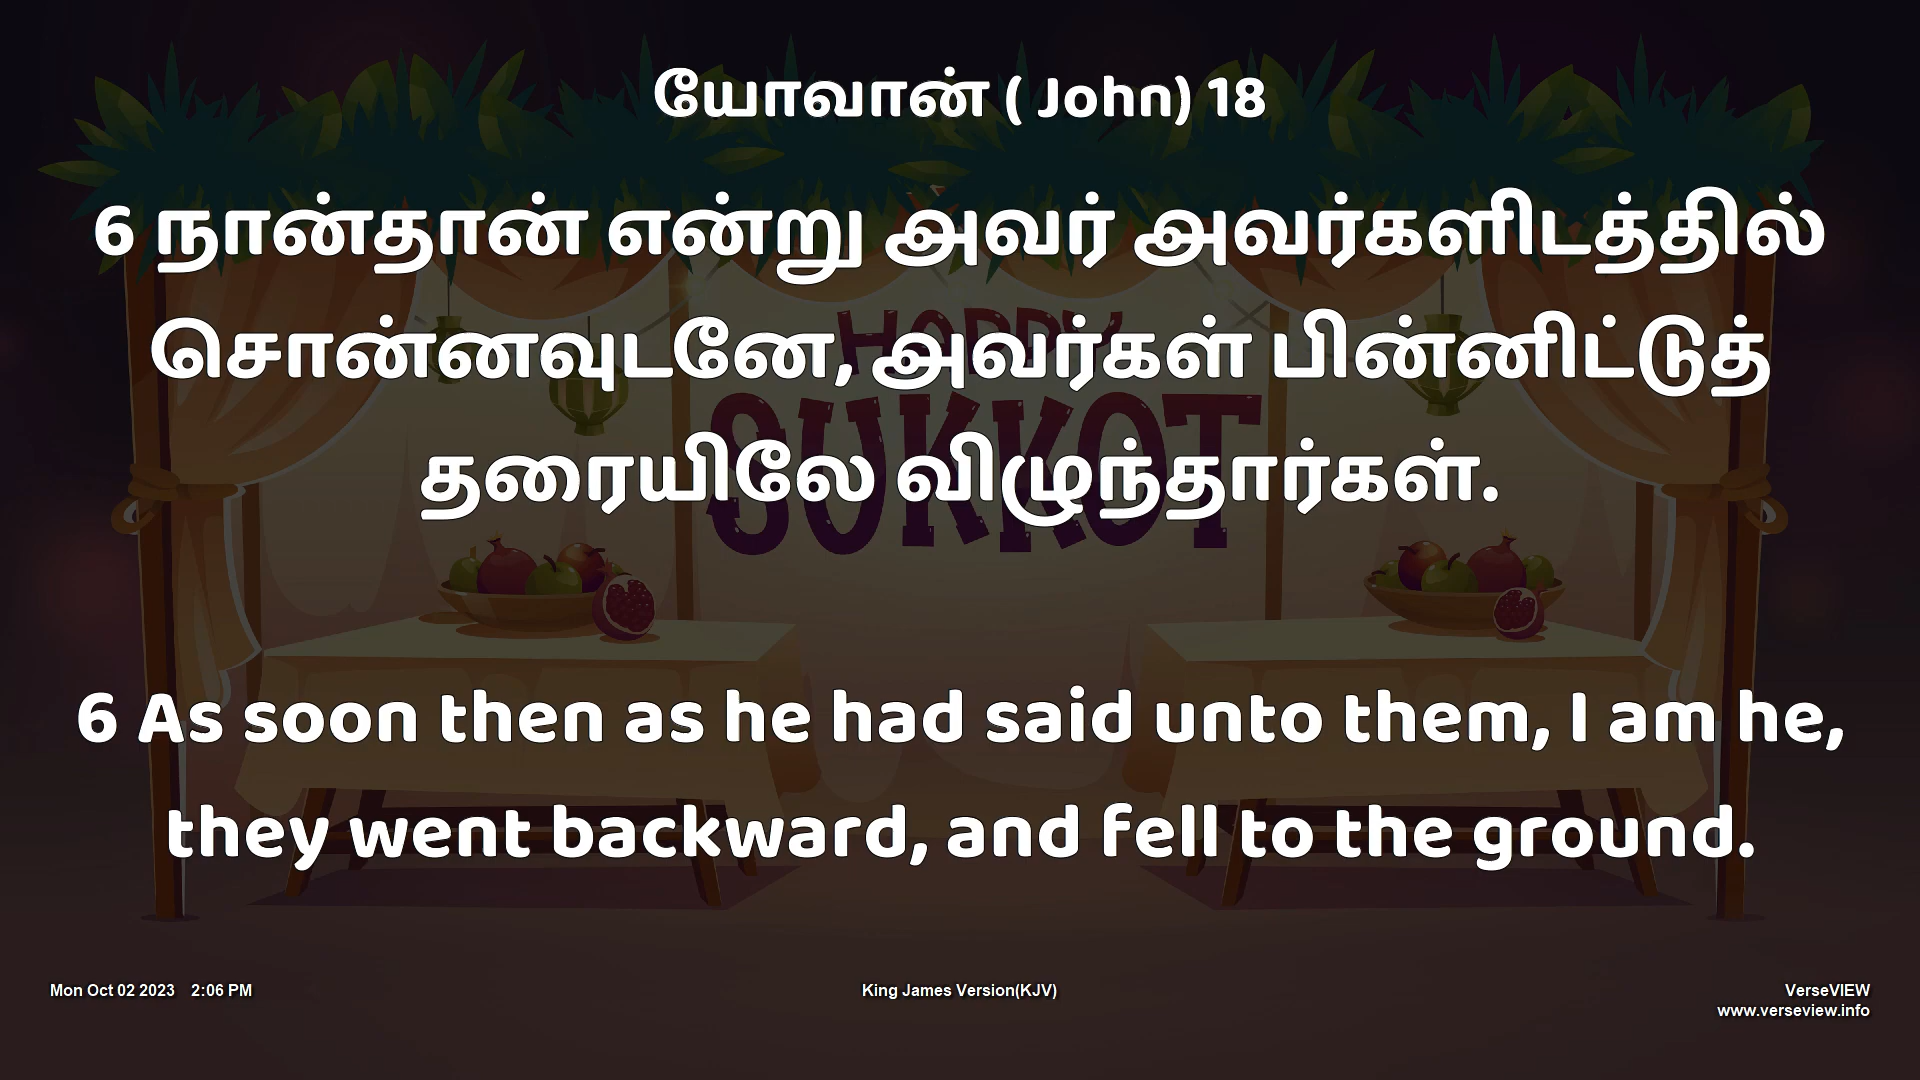 யோவான் ( John) 18
6 நான்தான் என்று அவர் அவர்களிடத்தில்
சொன்னவுடனே, அவர்கள் பின்னிட்டுத்
தரையிலே விழுந்தார்கள்.
HAPPY
SUKKOT
6 As soon then as he had said unto them, I am he,
they went backward, and fell to the ground.
Mon Oct 02 2023 2:06 PM
King James Version(KJV)
VerseVIEW
www.verseview.info